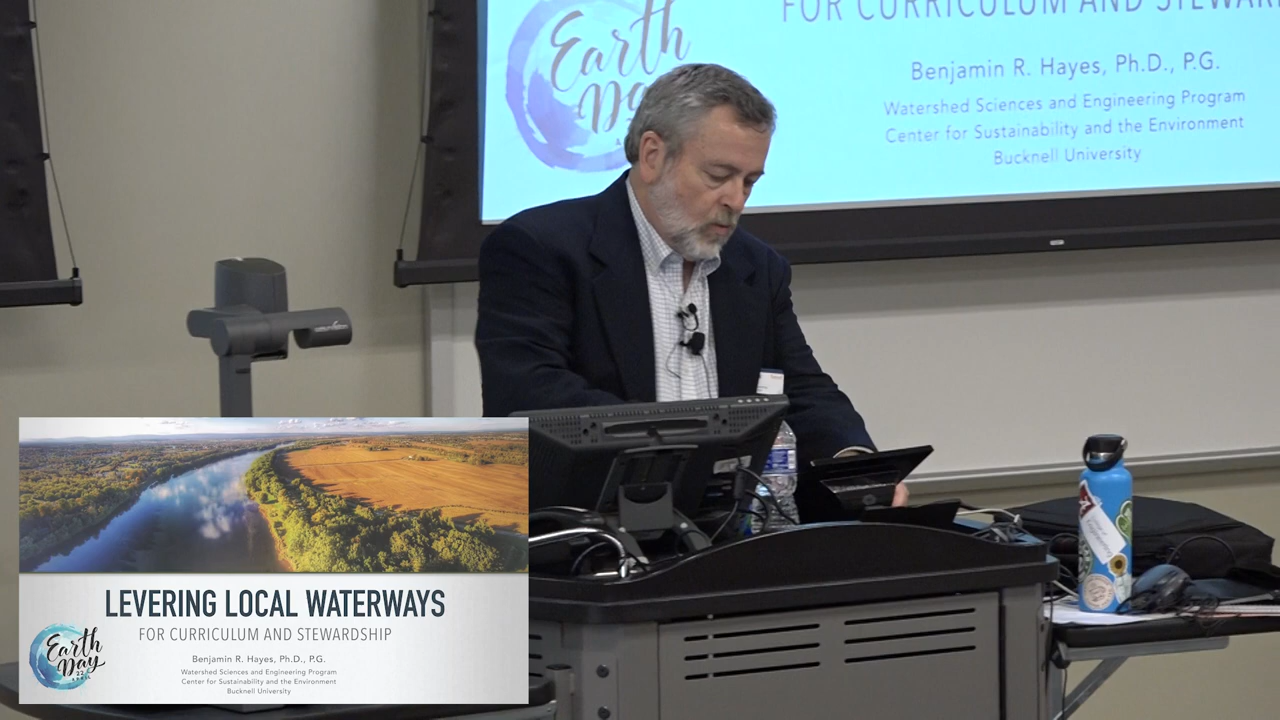 FOR CURRICULUM AND STEWAR
Earth
Day
Benjamin R. Hayes, Ph.D., P.G.
Watershed Sciences and Engineering Program
Center for Sustainability and the Environment
Bucknell University
LEVERING LOCAL WATERWAYS
FOR CURRICULUM AND STEWARDSHIP
Earth
Day
22
APRIL
Benjamin R. Hayes, Ph.D., P.G.
Watershed Sciences and Engineering Program
Center for Sustainability and the Environment
Bucknell University